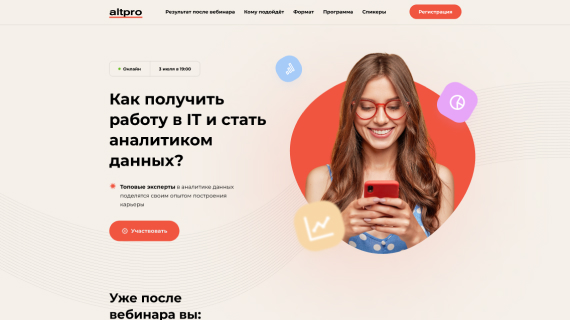 altpro
Результат после вебинара Кому подойдёт Формат Программа Спикеры
Регистрация
Онлайн 3 июля в 19:00
Как получить
работу в IT и стать
аналитиком
данных?
Топовые эксперты в аналитике данных
поделятся своим опытом построения
карьеры
Участвовать
Уже после
вебинара вы: